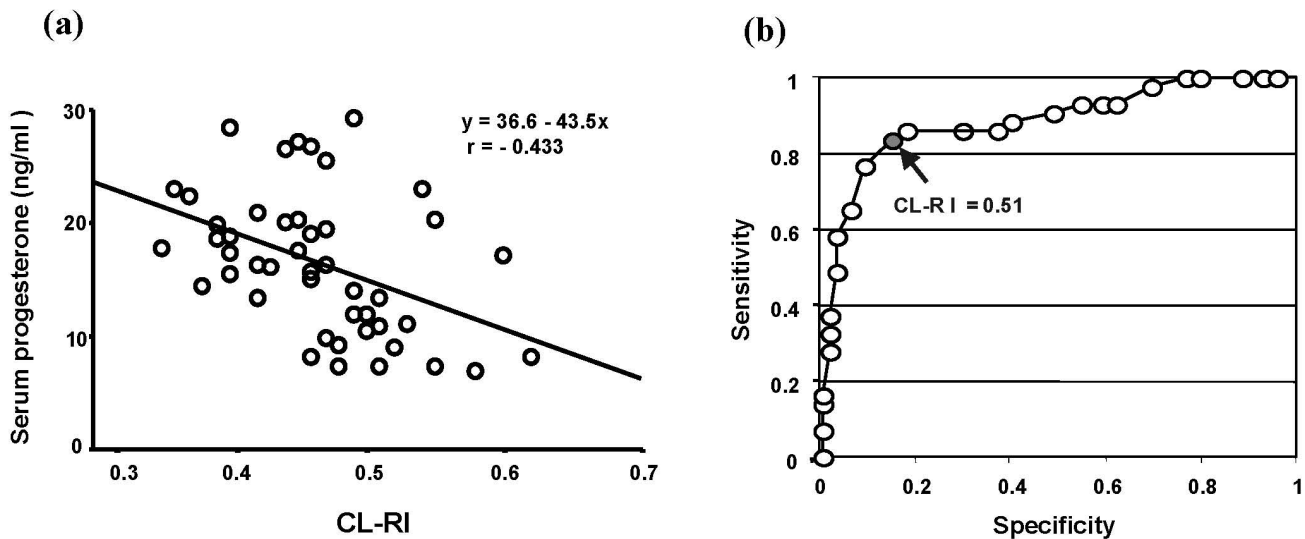 (a)
Serum progesterone (ng/ml)
30
20
10
0
y = 36.6 - 43.5x
r = - 0.433
0.3 0.4 0.5 0.6 0.7
CL-RI
(b)
Sensitivity
1
0.8
0.6
0.4
0.2
0
CL-R I = 0.51
0 0.2 0.4 0.6 0.8 1
Specificity